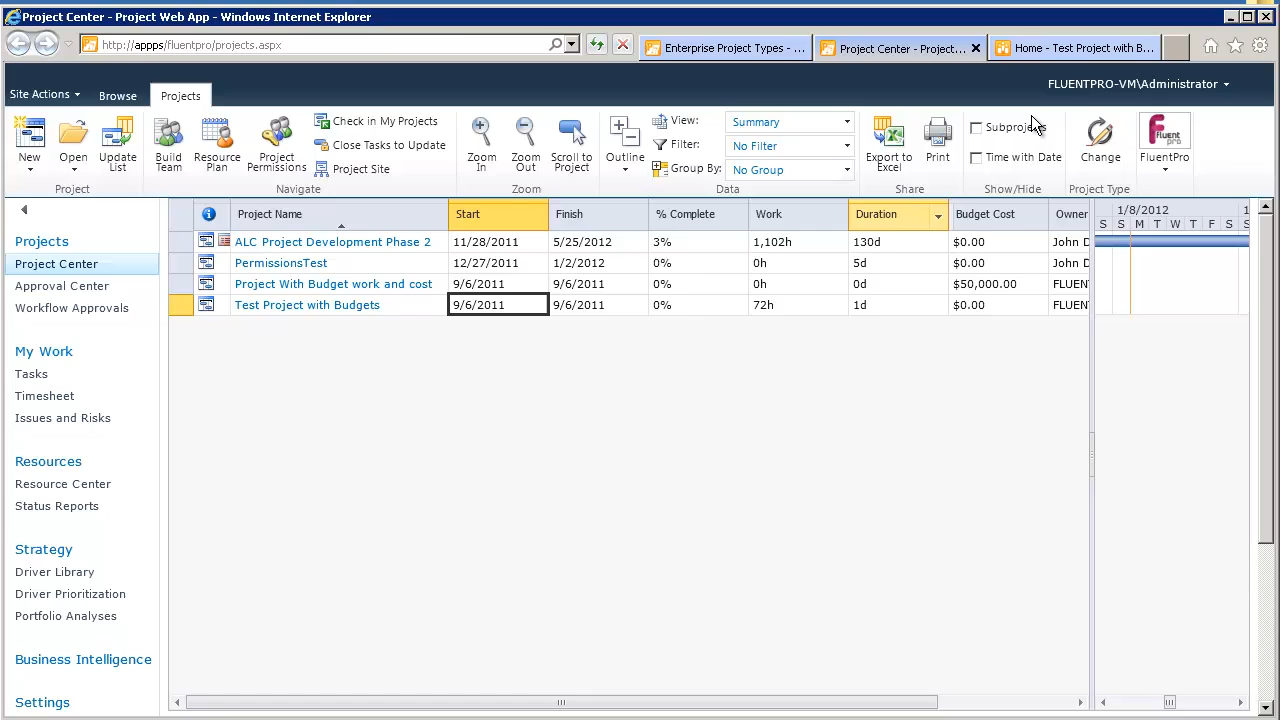 Project Center - Project Web App - Windows Internet Explorer
http://appps/fluentpro/projects.aspx
Enterprise Project Types - ...
Project Center - Project...
Home - Test Project with B...
Site Actions
Browse
Projects
FLUENTPRO-VM\Administrator
New
Open
Update List
Project
Build Team
Resource Plan
Project Permissions
Check in My Projects
Close Tasks to Update
Project Site
Navigate
Zoom In
Zoom Out
Scroll to Project
Zoom
Outline
View:
Summary
Filter:
No Filter
Group By:
No Group
Data
Export to Excel
Print
Share
Time with Date
Show/Hide
Change
Project Type
Fluent pro
FluentPro
Projects
Project Center
Approval Center
Workflow Approvals
My Work
Tasks
Timesheet
Issues and Risks
Resources
Resource Center
Status Reports
Strategy
Driver Library
Driver Prioritization
Portfolio Analyses
Business Intelligence
Settings
Project Name Start Finish % Complete Work Duration Budget Cost Owner
ALC Project Development Phase 2 11/28/2011 5/25/2012 3% 1,102h 130d $0.00 John D
PermissionsTest 12/27/2011 1/2/2012 0% 0h 5d $0.00 John D
Project With Budget work and cost 9/6/2011 9/6/2011 0% 0h 0d $50,000.00 FLUEN
Test Project with Budgets 9/6/2011 9/6/2011 0% 72h 1d $0.00 FLUEN
1/8/2012 1
S S M T W T F S S